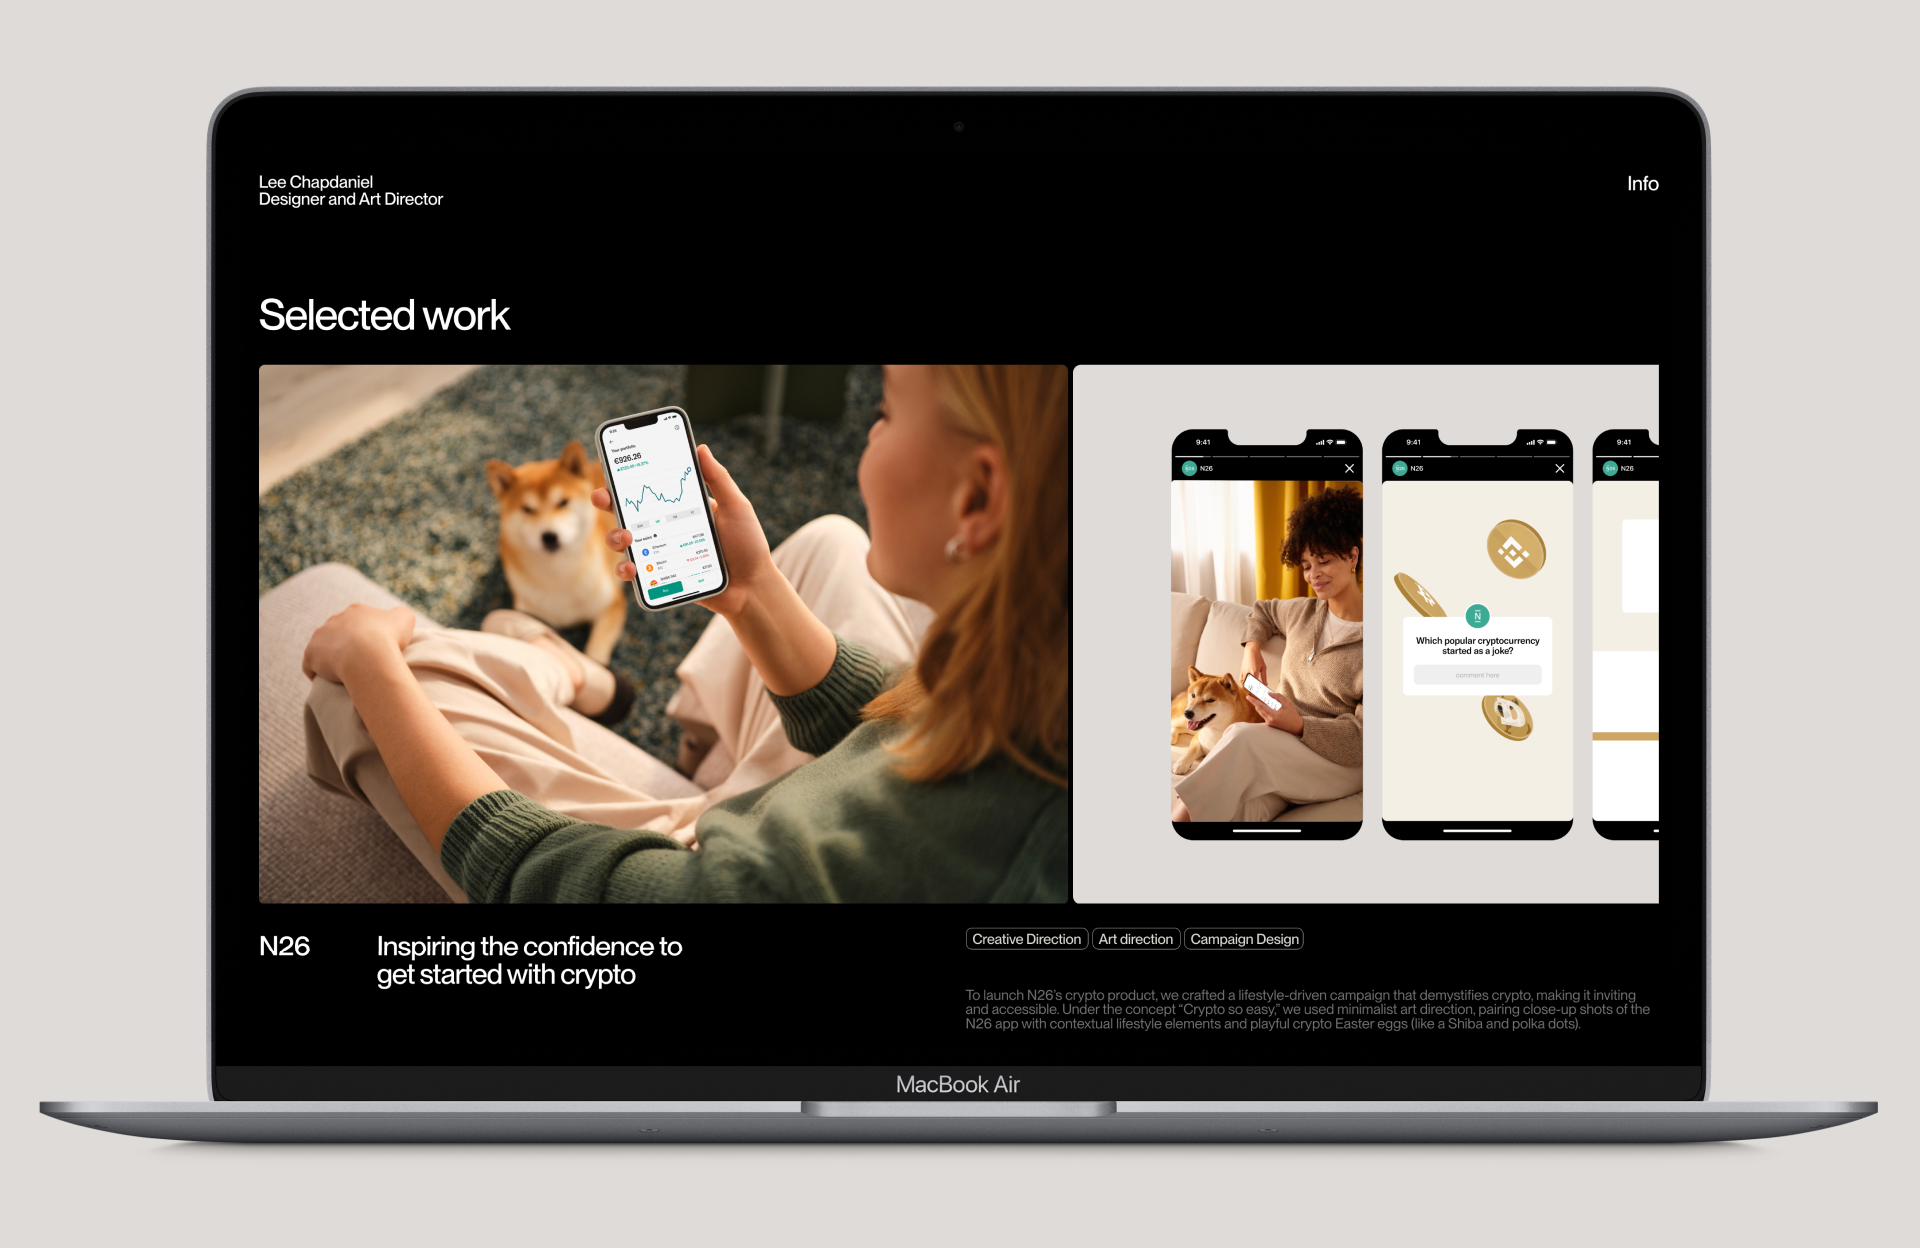 Lee Chapdaniel
Designer and Art Director
Info
Selected work
Your portfolio
€926.26
Ethereum
Bitcoin
Buy
9:41
N26
9:41
N26
Which popular cryptocurrency
started as a joke?
comment here
9:41
N26
N26
Inspiring the confidence to
get started with crypto
Creative Direction
Art direction
Campaign Design
To launch N26’s crypto product, we crafted a lifestyle-driven campaign that demystifies crypto, making it inviting
and accessible. Under the concept “Crypto so easy,” we used minimalist art direction, pairing close-up shots of the
N26 app with contextual lifestyle elements and playful crypto Easter eggs (like a Shiba and polka dots).
MacBook Air